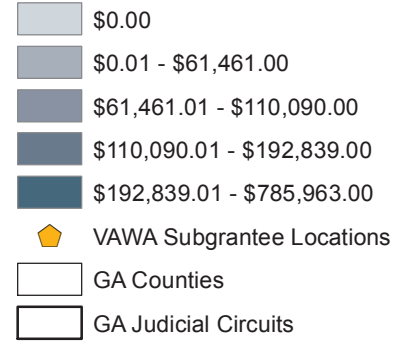 $0.00
$0.01 - $61,461.00
$61,461.01 - $110,090.00
$110,090.01 - $192,839.00
$192,839.01 - $785,963.00
VAWA Subgrantee Locations
GA Counties
GA Judicial Circuits